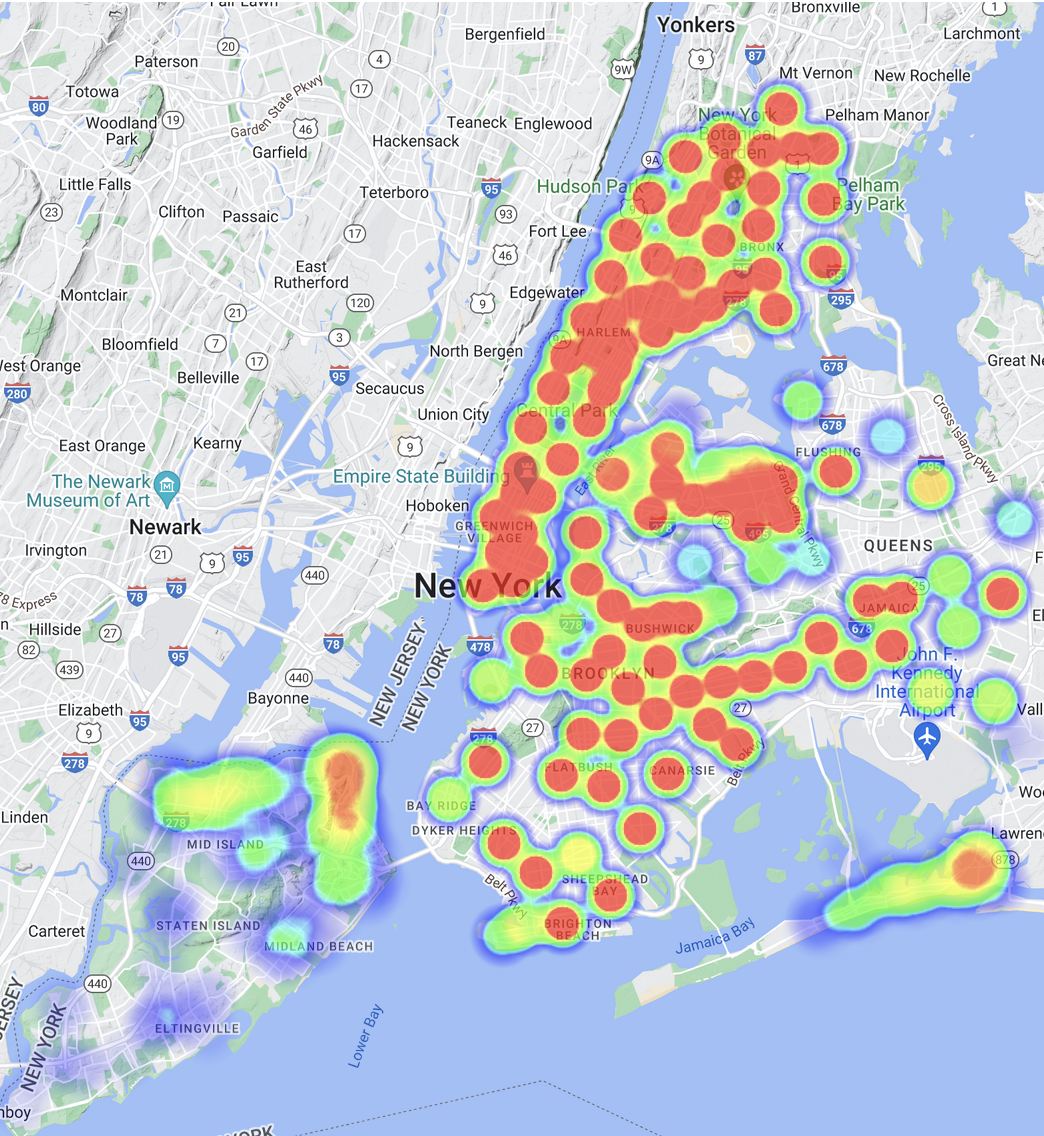 Fair Lawn
Bronxville
1
Yonkers
Larchmont
Bergenfield
20
Paterson
4
9
87
9W
Mt Vernon
New Rochelle
Totowa
17
80
Garden State Pkwy
New York
Botanical
Garden
Pelham Manor
Woodland
Park
19
46
Teaneck
Englewood
Hackensack
Garfield
9A
1
Little Falls
Teterboro
95
Hudson Park
Pelham
Bay Park
23
Clifton
Passaic
93
9
17
Fort Lee
BRONX
46
East
Rutherford
95
95
Montclair
120
9
Edgewater
278
295
21
HARLEM
Bloomfield
7
3
9A
North Bergen
West Orange
17
Great Ne
Belleville
95
678
280
Secaucus
Cross Island Pkwy
Union City
Central Park
678
East Orange
Kearny
9
FLUSHING
East River
295
The Newark
Museum of Art
Empire State Building
Grand Central Pkwy
Hoboken
Newark
GREENWICH
VILLAGE
278
25
495
Irvington
21
9
95
QUEENS
440
New York
78
78
78 Express
25
JAMAICA
Hillside
27
278
BUSHWICK
678
82
78
478
95
439
NEW JERSEY
NEW YORK
BROOKLYN
John F.
Kennedy
International
Airport
440
Bayonne
Elizabeth
95
27
27
9
278
278
Belt Pkwy
FLATBUSH
CANARSIE
Linden
278
BAY RIDGE
DYKER HEIGHTS
Lawrenc
MID ISLAND
440
878
Belt Pkwy
SHEEPSHEAD
BAY
STATEN ISLAND
BRIGHTON
BEACH
Carteret
MIDLAND BEACH
Jamaica Bay
440
JERSEY
NEW YORK
ELTINGVILLE
Lower Bay
mboy
YORK